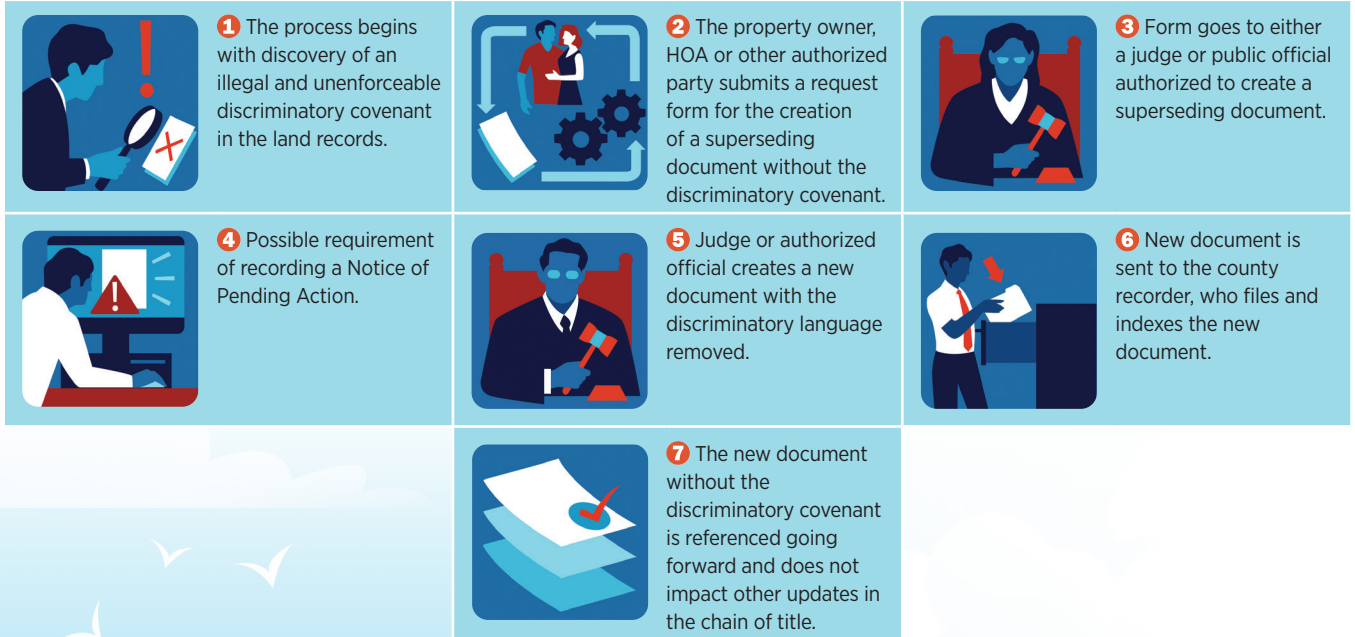 1 The process begins
with discovery of an
illegal and unenforceable
discriminatory covenant
in the land records.
2 The property owner,
HOA or other authorized
party submits a request
form for the creation
of a superseding
document without the
discriminatory covenant.
3 Form goes to either
a judge or public official
authorized to create a
superseding document.
4 Possible requirement
of recording a Notice of
Pending Action.
5 Judge or authorized
official creates a new
document with the
discriminatory language
removed.
6 New document is
sent to the county
recorder, who files and
indexes the new
document.
7 The new document
without the
discriminatory covenant
is referenced going
forward and does not
impact other updates in
the chain of title.